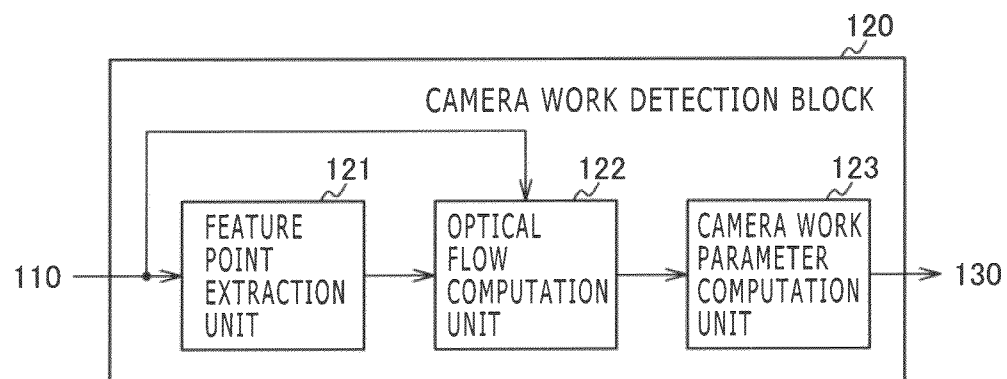 120
CAMERA WORK DETECTION BLOCK
121
122
123
110
FEATURE
POINT
EXTRACTION
UNIT
OPTICAL
FLOW
COMPUTATION
UNIT
CAMERA WORK
PARAMETER
COMPUTATION
UNIT
130